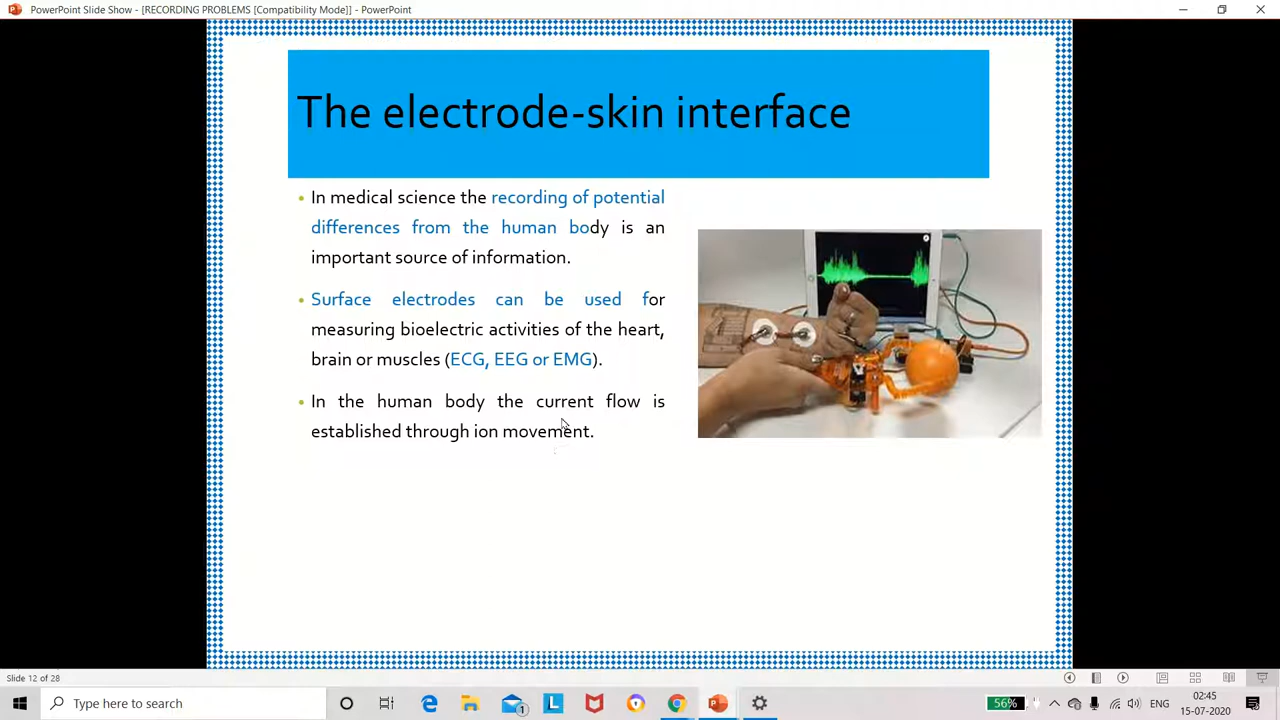 PowerPoint Slide Show - [RECORDING PROBLEMS [Compatibility Mode]] - PowerPoint
The electrode-skin interface
• In medical science the recording of potential
differences from the human body is an
important source of information.
• Surface electrodes can be used for
measuring bioelectric activities of the heart,
brain or muscles (ECG, EEG or EMG).
• In the human body the current flow is
established through ion movement.
Slide 12 of 28
Type here to search
1
L
56%
ENG
02:45
15-07-2020